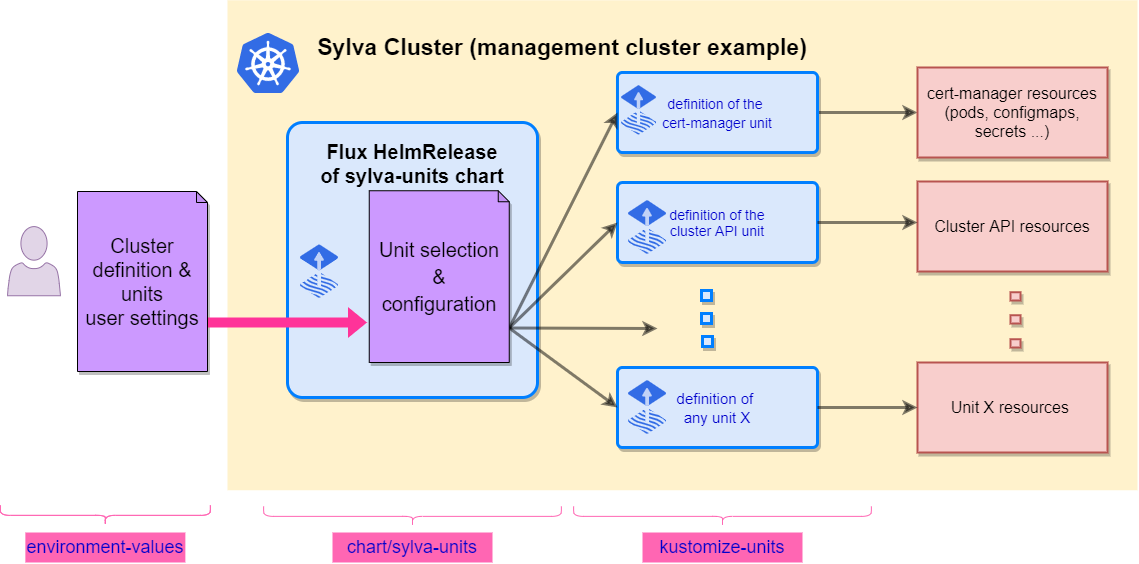 Sylva Cluster (management cluster example)
Cluster
definition &
units
user settings
Flux HelmRelease
of sylva-units chart
Unit selection
&
configuration
definition of the
cert-manager unit
cert-manager resources
(pods, configmaps,
secrets ...)
definition of the
cluster API unit
Cluster API resources
definition of
any unit X
Unit X resources
environment-values
chart/sylva-units
kustomize-units